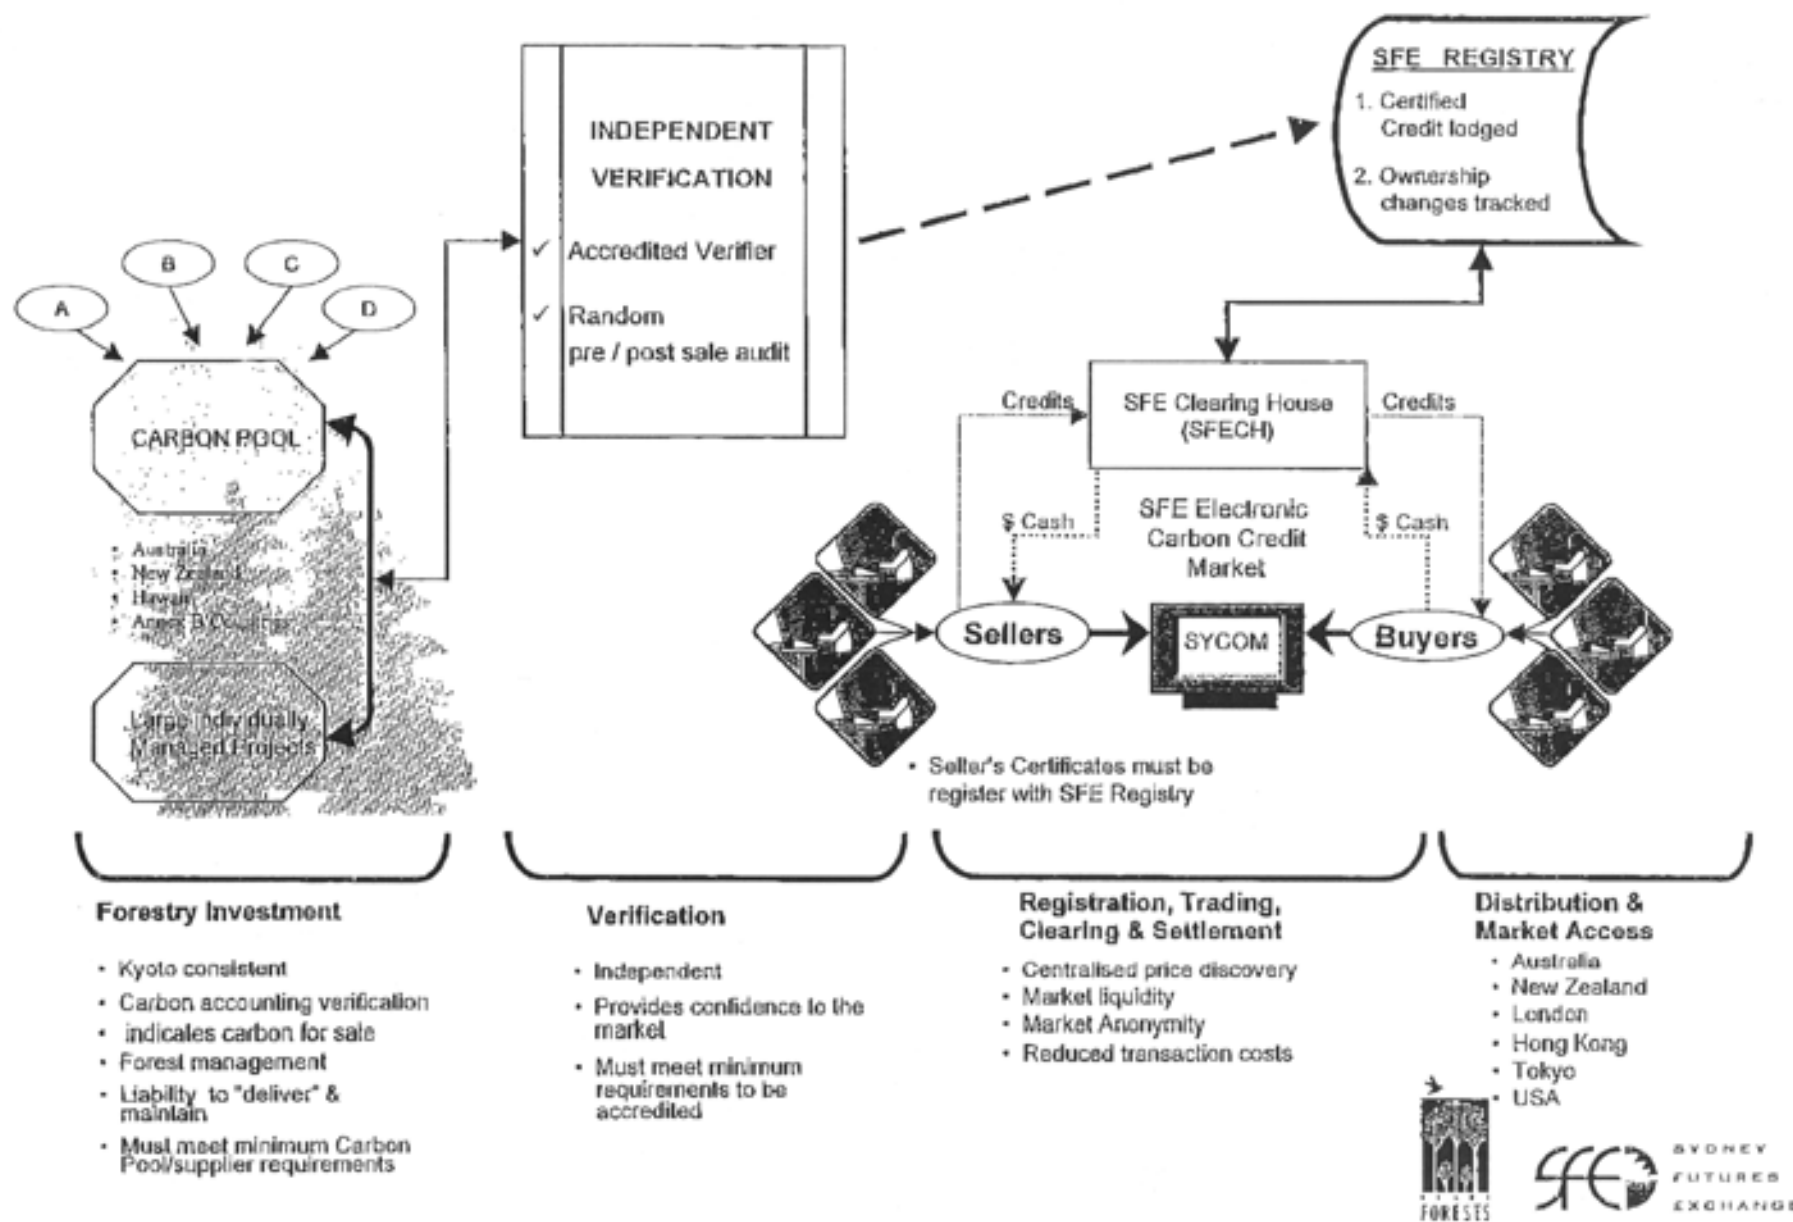 SFE REGISTRY
1. Certified
Credit lodged
2. Ownership
changes tracked
INDEPENDENT
VERIFICATION
✓ Accredited Verifier
✓ Random
pre / post sale audit
A
B
C
D
CARBON POOL
• Australia
• New Zealand
• Hawaii
• Annex B Countries
Large individually
Managed Projects
SFE Clearing House
(SFECH)
Credits
Credits
$ Cash
$ Cash
SFE Electronic
Carbon Credit
Market
Sellers
SYCOM
Buyers
• Seller's Certificates must be
register with SFE Registry
Forestry Investment
• Kyoto consistent
• Carbon accounting verification
• indicates carbon for sale
• Forest management
• Liability to "deliver" &
maintain
• Must meet minimum Carbon
Pool/supplier requirements
Verification
• Independent
• Provides confidence to the
market
• Must meet minimum
requirements to be
accredited
Registration, Trading,
Clearing & Settlement
• Centralised price discovery
• Market liquidity
• Market Anonymity
• Reduced transaction costs
Distribution &
Market Access
• Australia
• New Zealand
• London
• Hong Kong
• Tokyo
• USA
FORESTS
SFE
SYDNEY
FUTURES
EXCHANGE